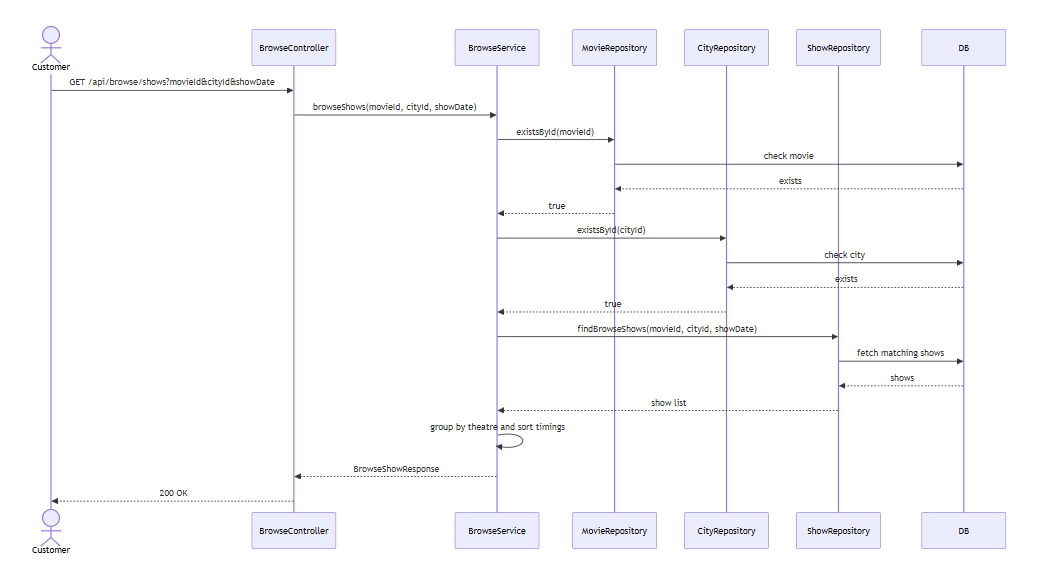 Customer
BrowseController
BrowseService
MovieRepository
CityRepository
ShowRepository
DB
GET /api/browse/shows?movieId&cityId&showDate
browseShows(movieId, cityId, showDate)
existsById(movieId)
check movie
exists
true
existsById(cityId)
check city
exists
true
findBrowseShows(movieId, cityId, showDate)
fetch matching shows
shows
show list
group by theatre and sort timings
BrowseShowResponse
200 OK
Customer
BrowseController
BrowseService
MovieRepository
CityRepository
ShowRepository
DB